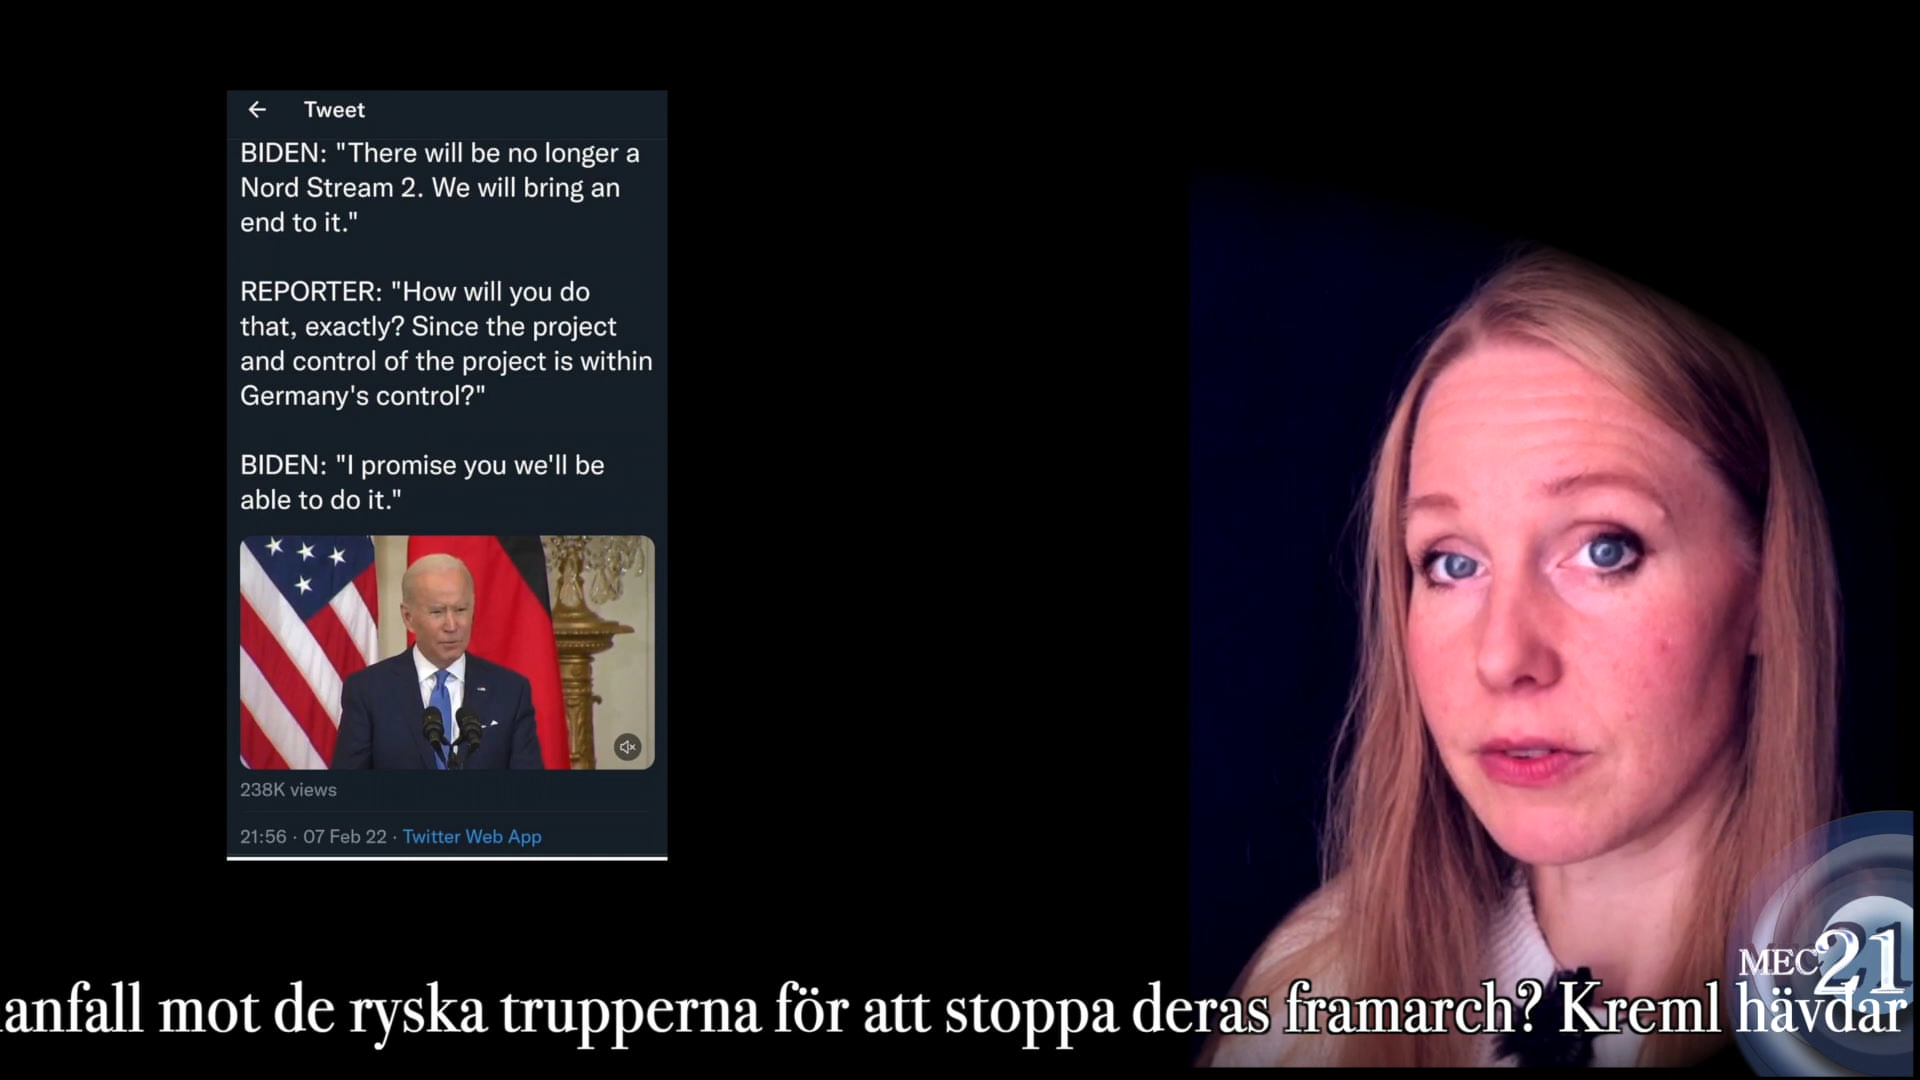 Tweet
BIDEN: "There will be no longer a
Nord Stream 2. We will bring an
end to it."
REPORTER: "How will you do
that, exactly? Since the project
and control of the project is within
Germany's control?"
BIDEN: "I promise you we'll be
able to do it."
238K views
21:56 · 07 Feb 22 · Twitter Web App
MEC21
anfall mot de ryska trupperna för att stoppa deras framarch? Kreml hävdar